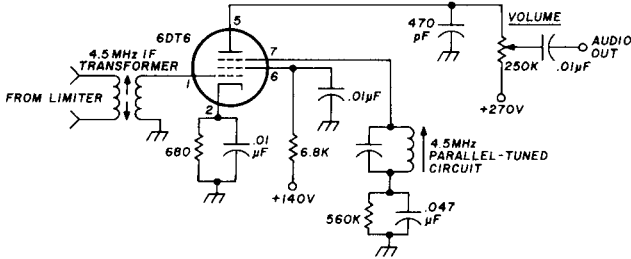 5
6DT6
470
pF
VOLUME
4.5MHz IF
TRANSFORMER
7
6
1
2
250K
.01µF
AUDIO
OUT
+270V
FROM LIMITER
.01µF
680
.01
µF
6.8K
+140V
4.5MHz
PARALLEL-TUNED
CIRCUIT
560K
.047
µF